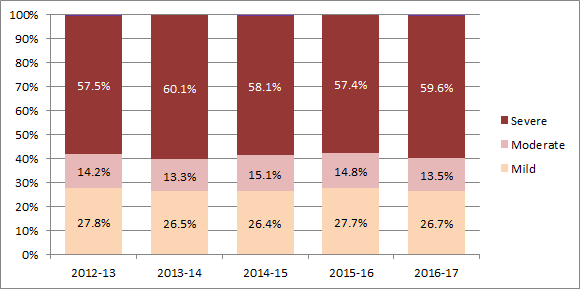 100%
90%
80%
70%
60%
50%
40%
30%
20%
10%
0%
57.5% 60.1% 58.1% 57.4% 59.6%
14.2% 13.3% 15.1% 14.8% 13.5%
27.8% 26.5% 26.4% 27.7% 26.7%
2012-13 2013-14 2014-15 2015-16 2016-17
Severe
Moderate
Mild